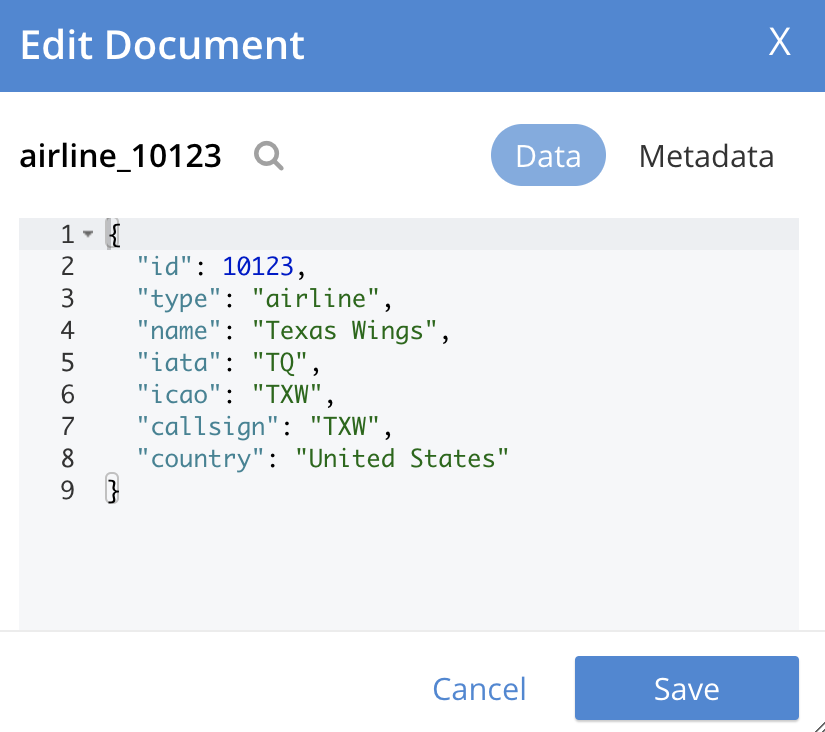 Edit Document X
airline_10123 Data Metadata
1 {
2 "id": 10123,
3 "type": "airline",
4 "name": "Texas Wings",
5 "iata": "TQ",
6 "icao": "TXW",
7 "callsign": "TXW",
8 "country": "United States"
9 }
Cancel Save